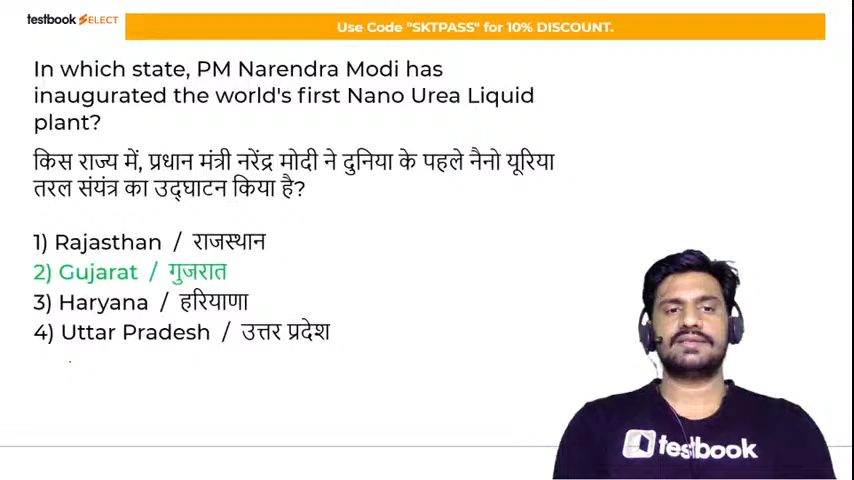 testbook SELECT
Use Code "SKTPASS" for 10% DISCOUNT.
In which state, PM Narendra Modi has
inaugurated the world's first Nano Urea Liquid
plant?
किस राज्य में, प्रधान मंत्री नरेंद्र मोदी ने दुनिया के पहले नैनो यूरिया
तरल संयंत्र का उद्घाटन किया है?
1) Rajasthan / राजस्थान
2) Gujarat / गुजरात
3) Haryana / हरियाणा
4) Uttar Pradesh / उत्तर प्रदेश
testbook